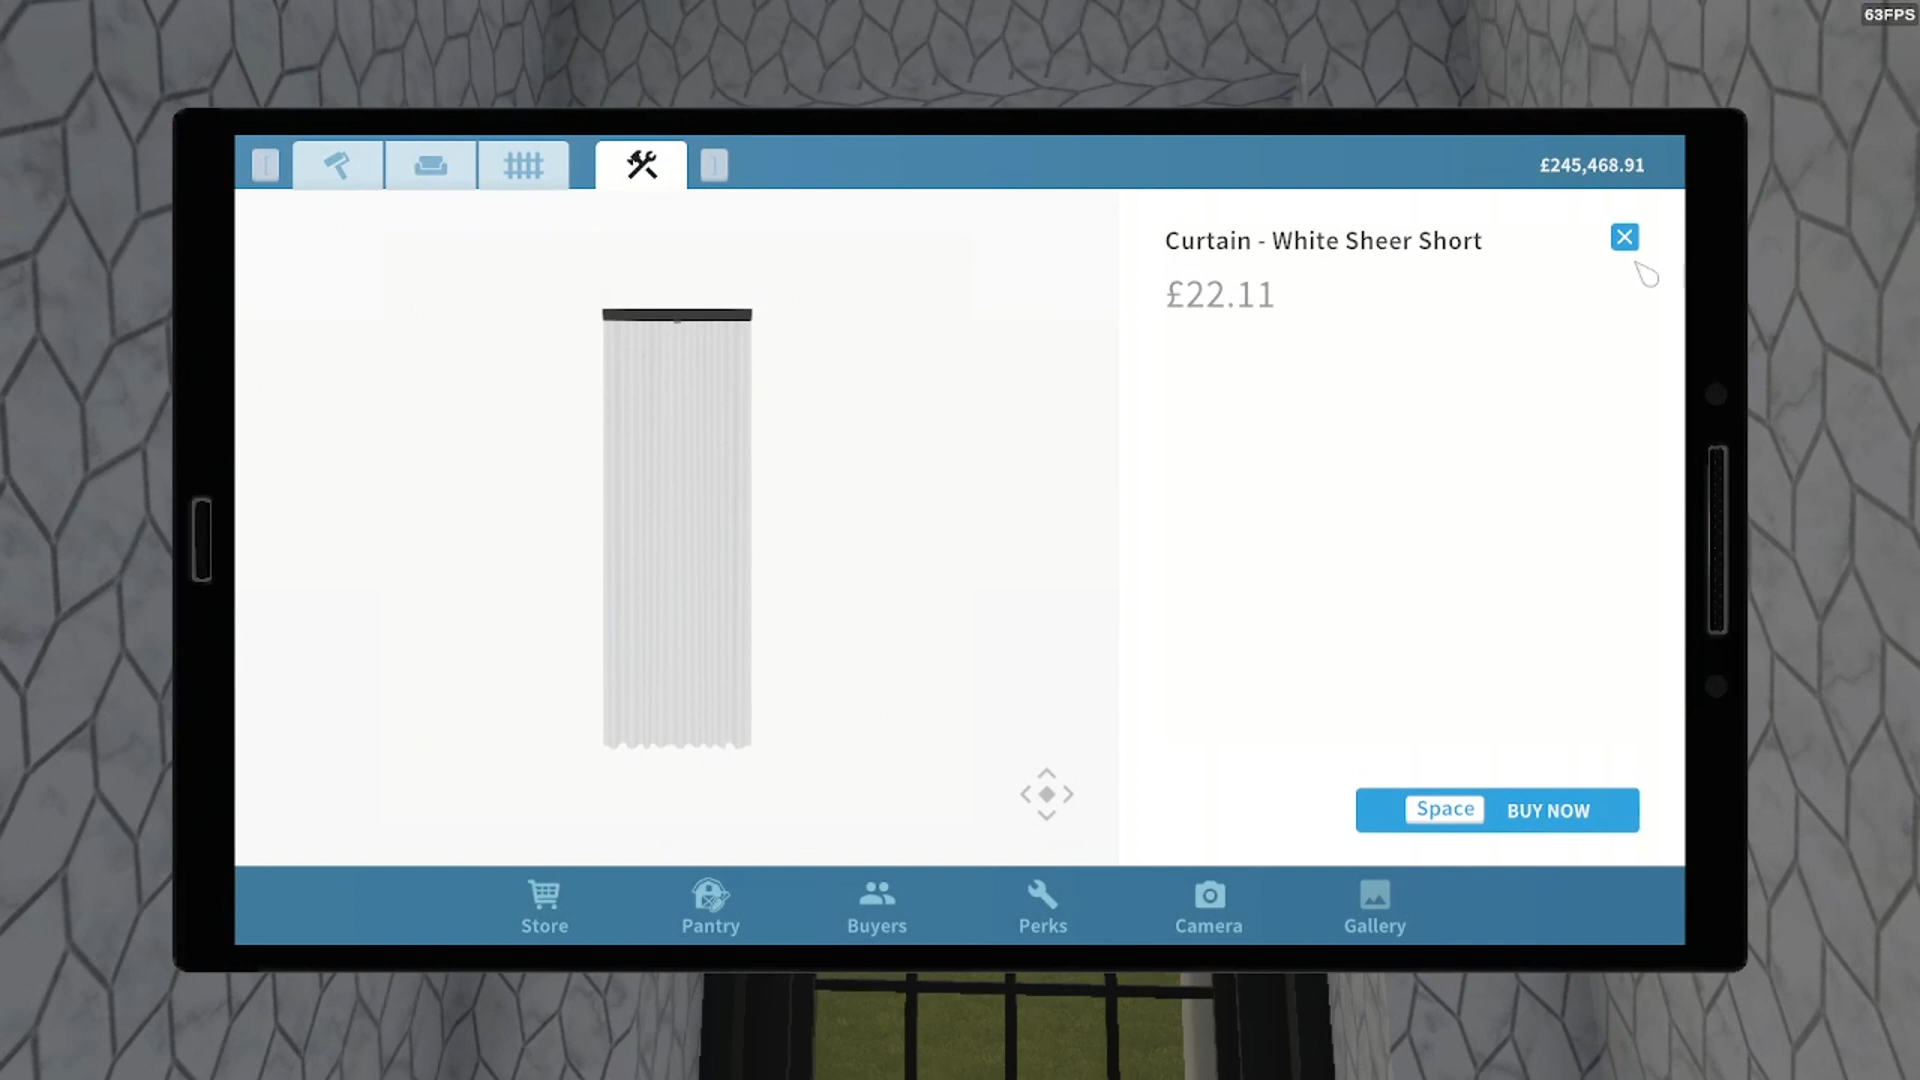 63FPS
£245,468.91
Curtain - White Sheer Short
£22.11
Space BUY NOW
Store Pantry Buyers Perks Camera Gallery